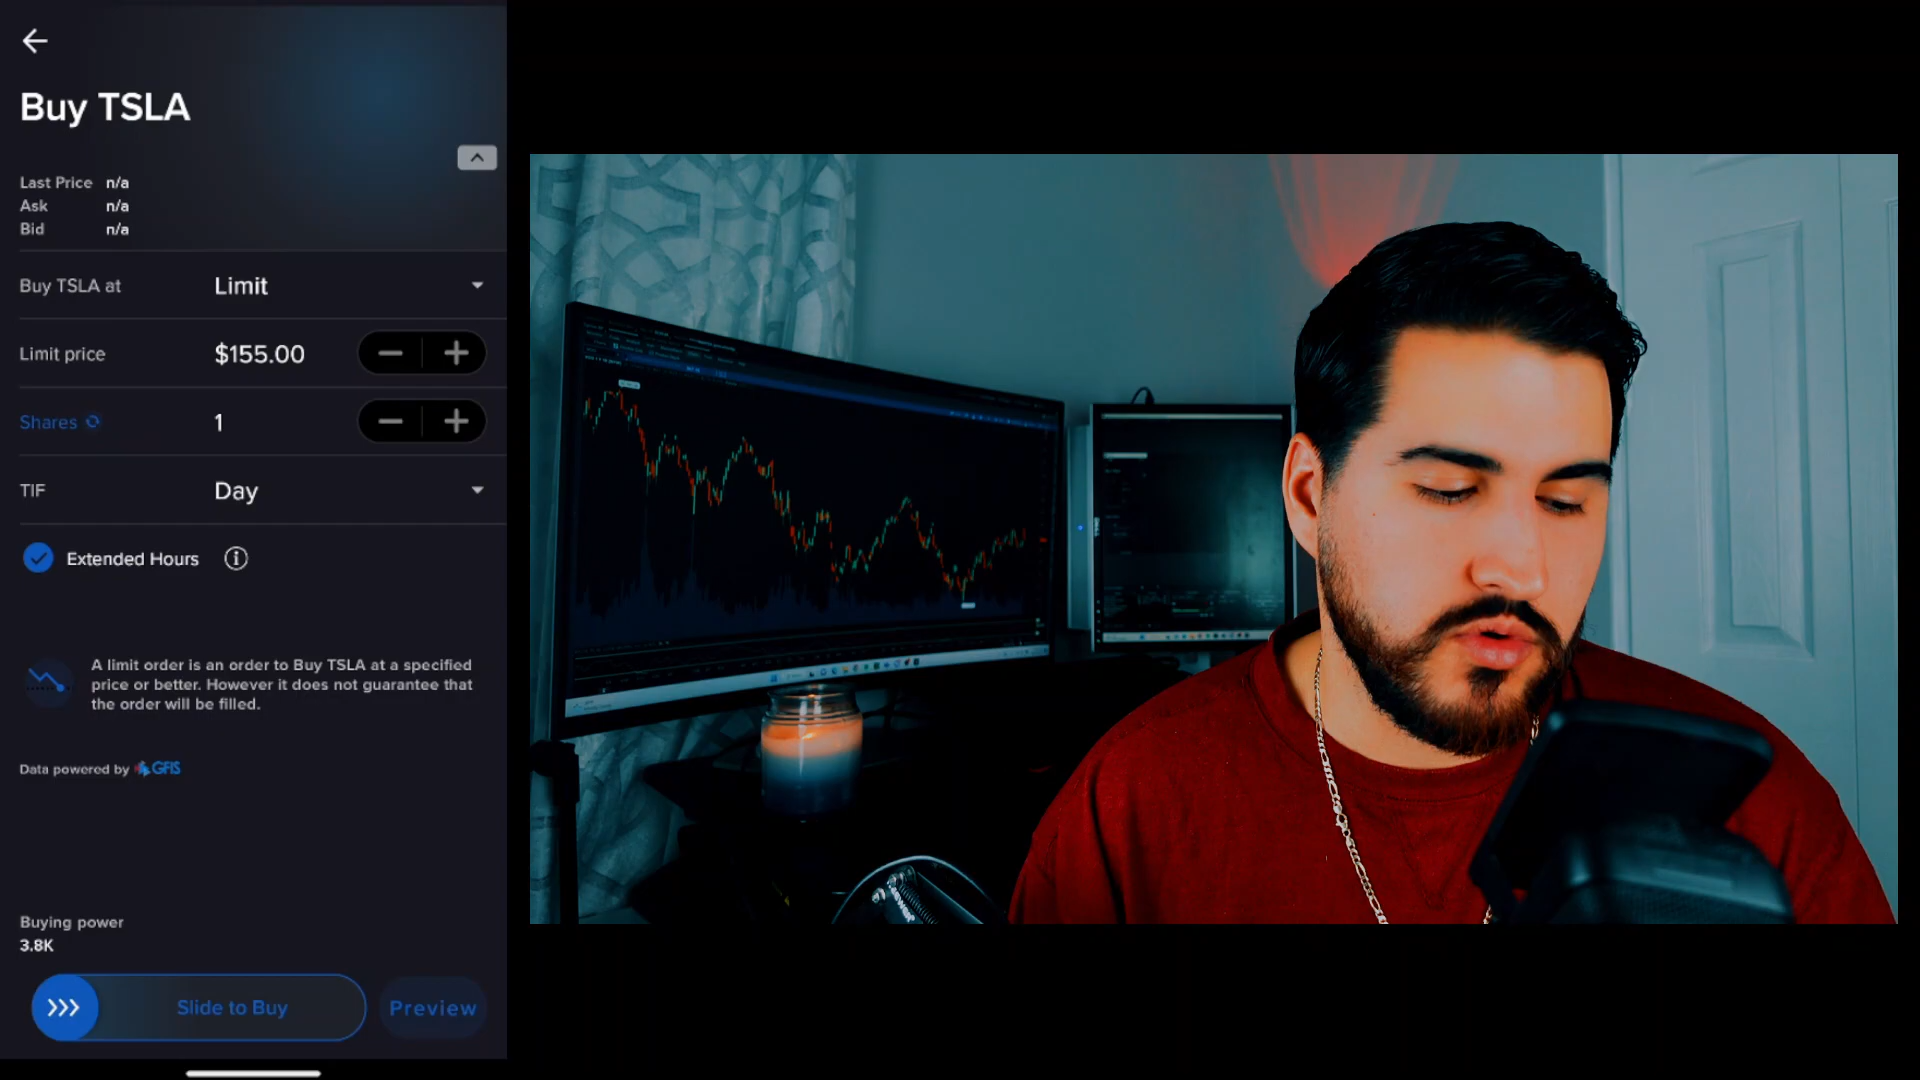 Buy TSLA
Last Price n/a
Ask n/a
Bid n/a
Buy TSLA at Limit
Limit price $155.00
Shares 1
TIF Day
Extended Hours
A limit order is an order to Buy TSLA at a specified
price or better. However it does not guarantee that
the order will be filled.
Data powered by GFIS
Buying power
3.8K
Slide to Buy
Preview